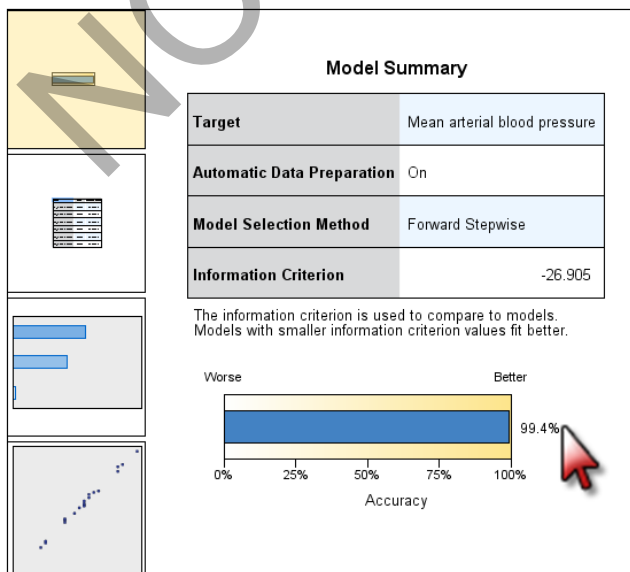 NO
Model Summary
Target Mean arterial blood pressure
Automatic Data Preparation On
Model Selection Method Forward Stepwise
Information Criterion -26.905
The information criterion is used to compare to models.
Models with smaller information criterion values fit better.
Worse Better
99.4%
0% 25% 50% 75% 100%
Accuracy